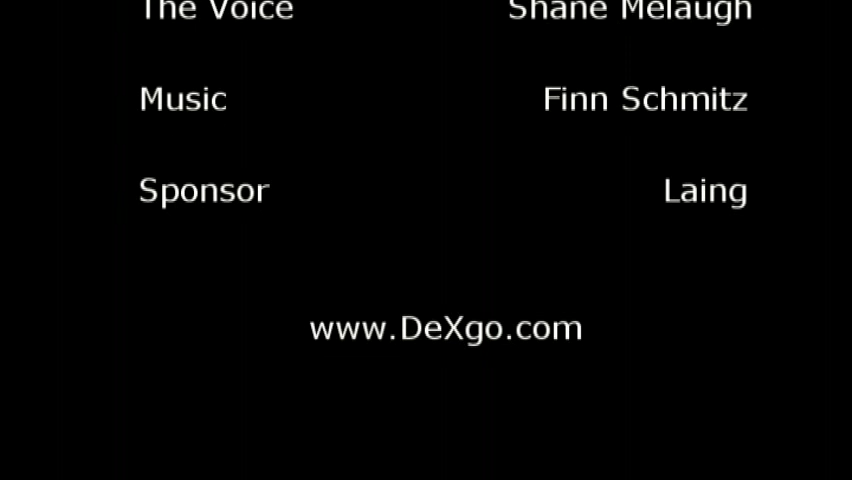 The Voice Shane Melaugh
Music Finn Schmitz
Sponsor Laing
www.DeXgo.com